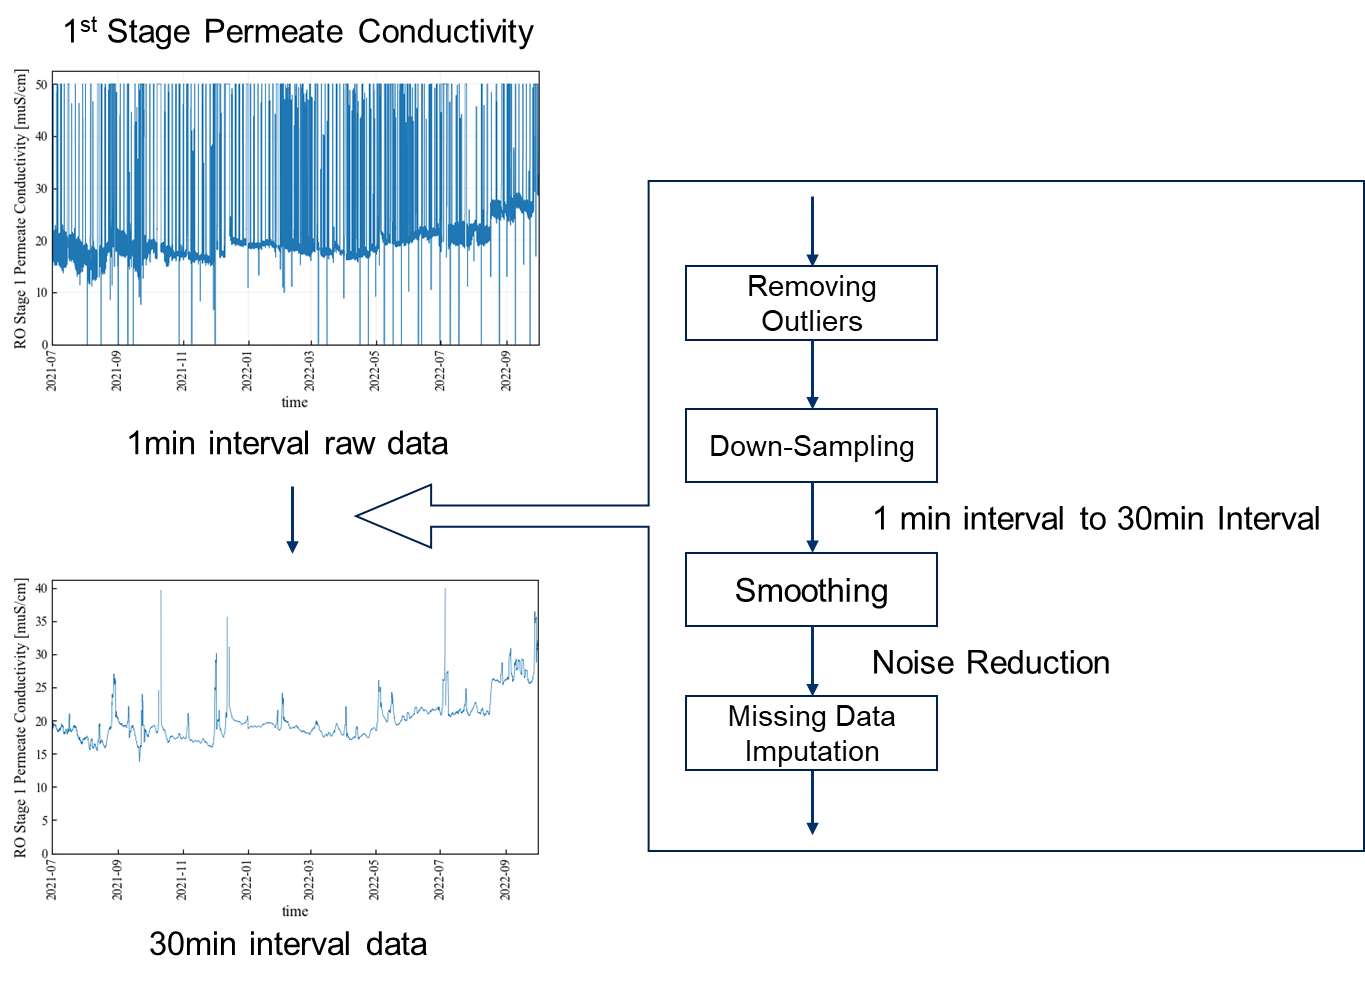 1st Stage Permeate Conductivity
RO Stage 1 Permeate Conductivity [muS/cm]
50
40
30
20
10
0
2021-07
2021-09
2021-11
2022-01
2022-03
2022-05
2022-07
2022-09
time
1min interval raw data
RO Stage 1 Permeate Conductivity [muS/cm]
40
35
30
25
20
15
10
5
0
2021-07
2021-09
2021-11
2022-01
2022-03
2022-05
2022-07
2022-09
time
30min interval data
Removing
Outliers
Down-Sampling
1 min interval to 30min Interval
Smoothing
Noise Reduction
Missing Data
Imputation